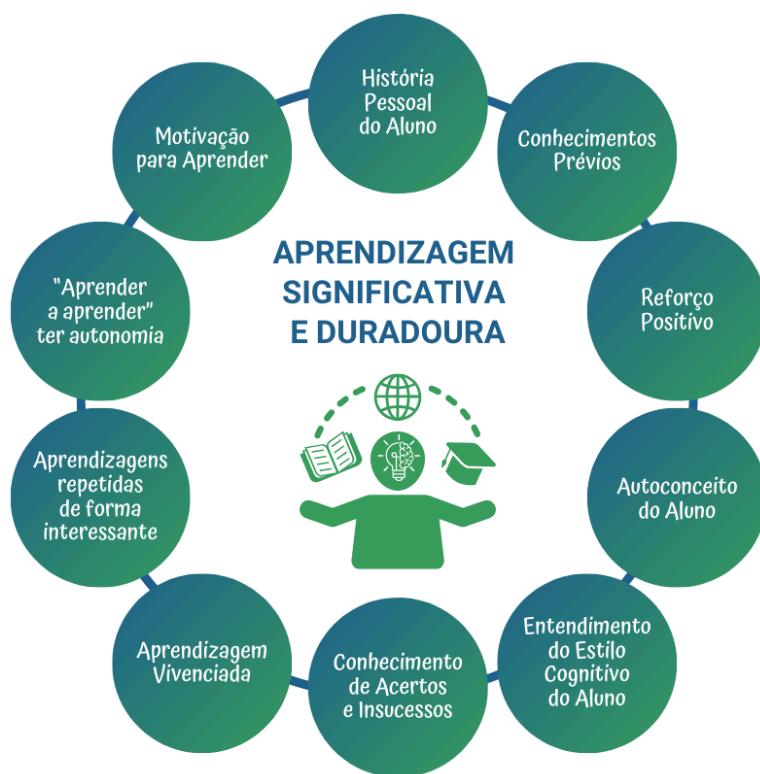 História
Pessoal
do Aluno
Conhecimentos
Prévios
Reforço
Positivo
Autoconceito
do Aluno
Entendimento
do Estilo
Cognitivo
do Aluno
Conhecimento
de Acertos
e Insucessos
Aprendizagem
Vivenciada
Aprendizagens
repetidas
de forma
interessante
"Aprender
a aprender"
ter autonomia
Motivação
para Aprender
APRENDIZAGEM
SIGNIFICATIVA
E DURADOURA